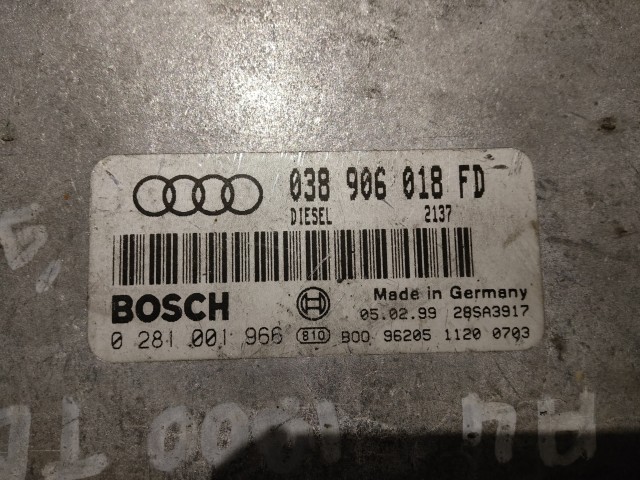 038 906 018 FD
DIESEL 2137
BOSCH
Made in Germany
05.02.99 28SA3917
0 281 001 966 810 B00 96205 1120 0703